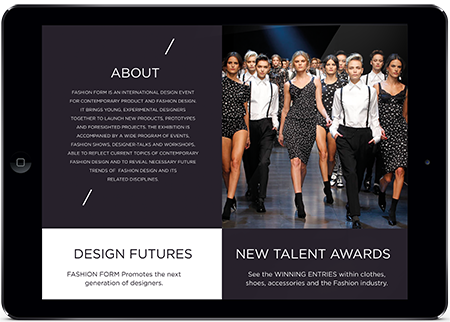 ABOUT
FASHION FORM IS AN INTERNATIONAL DESIGN EVENT
FOR CONTEMPORARY PRODUCT AND FASHION DESIGN.
IT BRINGS YOUNG, EXPERIMENTAL DESIGNERS
TOGETHER TO LAUNCH NEW PRODUCTS, PROTOTYPES
AND FORESIGHTED PROJECTS. THE EXHIBITION IS
ACCOMPANIED BY A WIDE PROGRAM OF EVENTS,
FASHION SHOWS, DESIGNER-TALKS AND WORKSHOPS,
ABLE TO REFLECT CURRENT TOPICS OF CONTEMPORARY
FASHION DESIGN AND TO REVEAL NECESSARY FUTURE
TRENDS OF FASHION DESIGN AND ITS
RELATED DISCIPLINES.
DESIGN FUTURES
FASHION FORM Promotes the next
generation of designers.
NEW TALENT AWARDS
See the WINNING ENTRIES within clothes,
shoes, accessories and the Fashion industry.